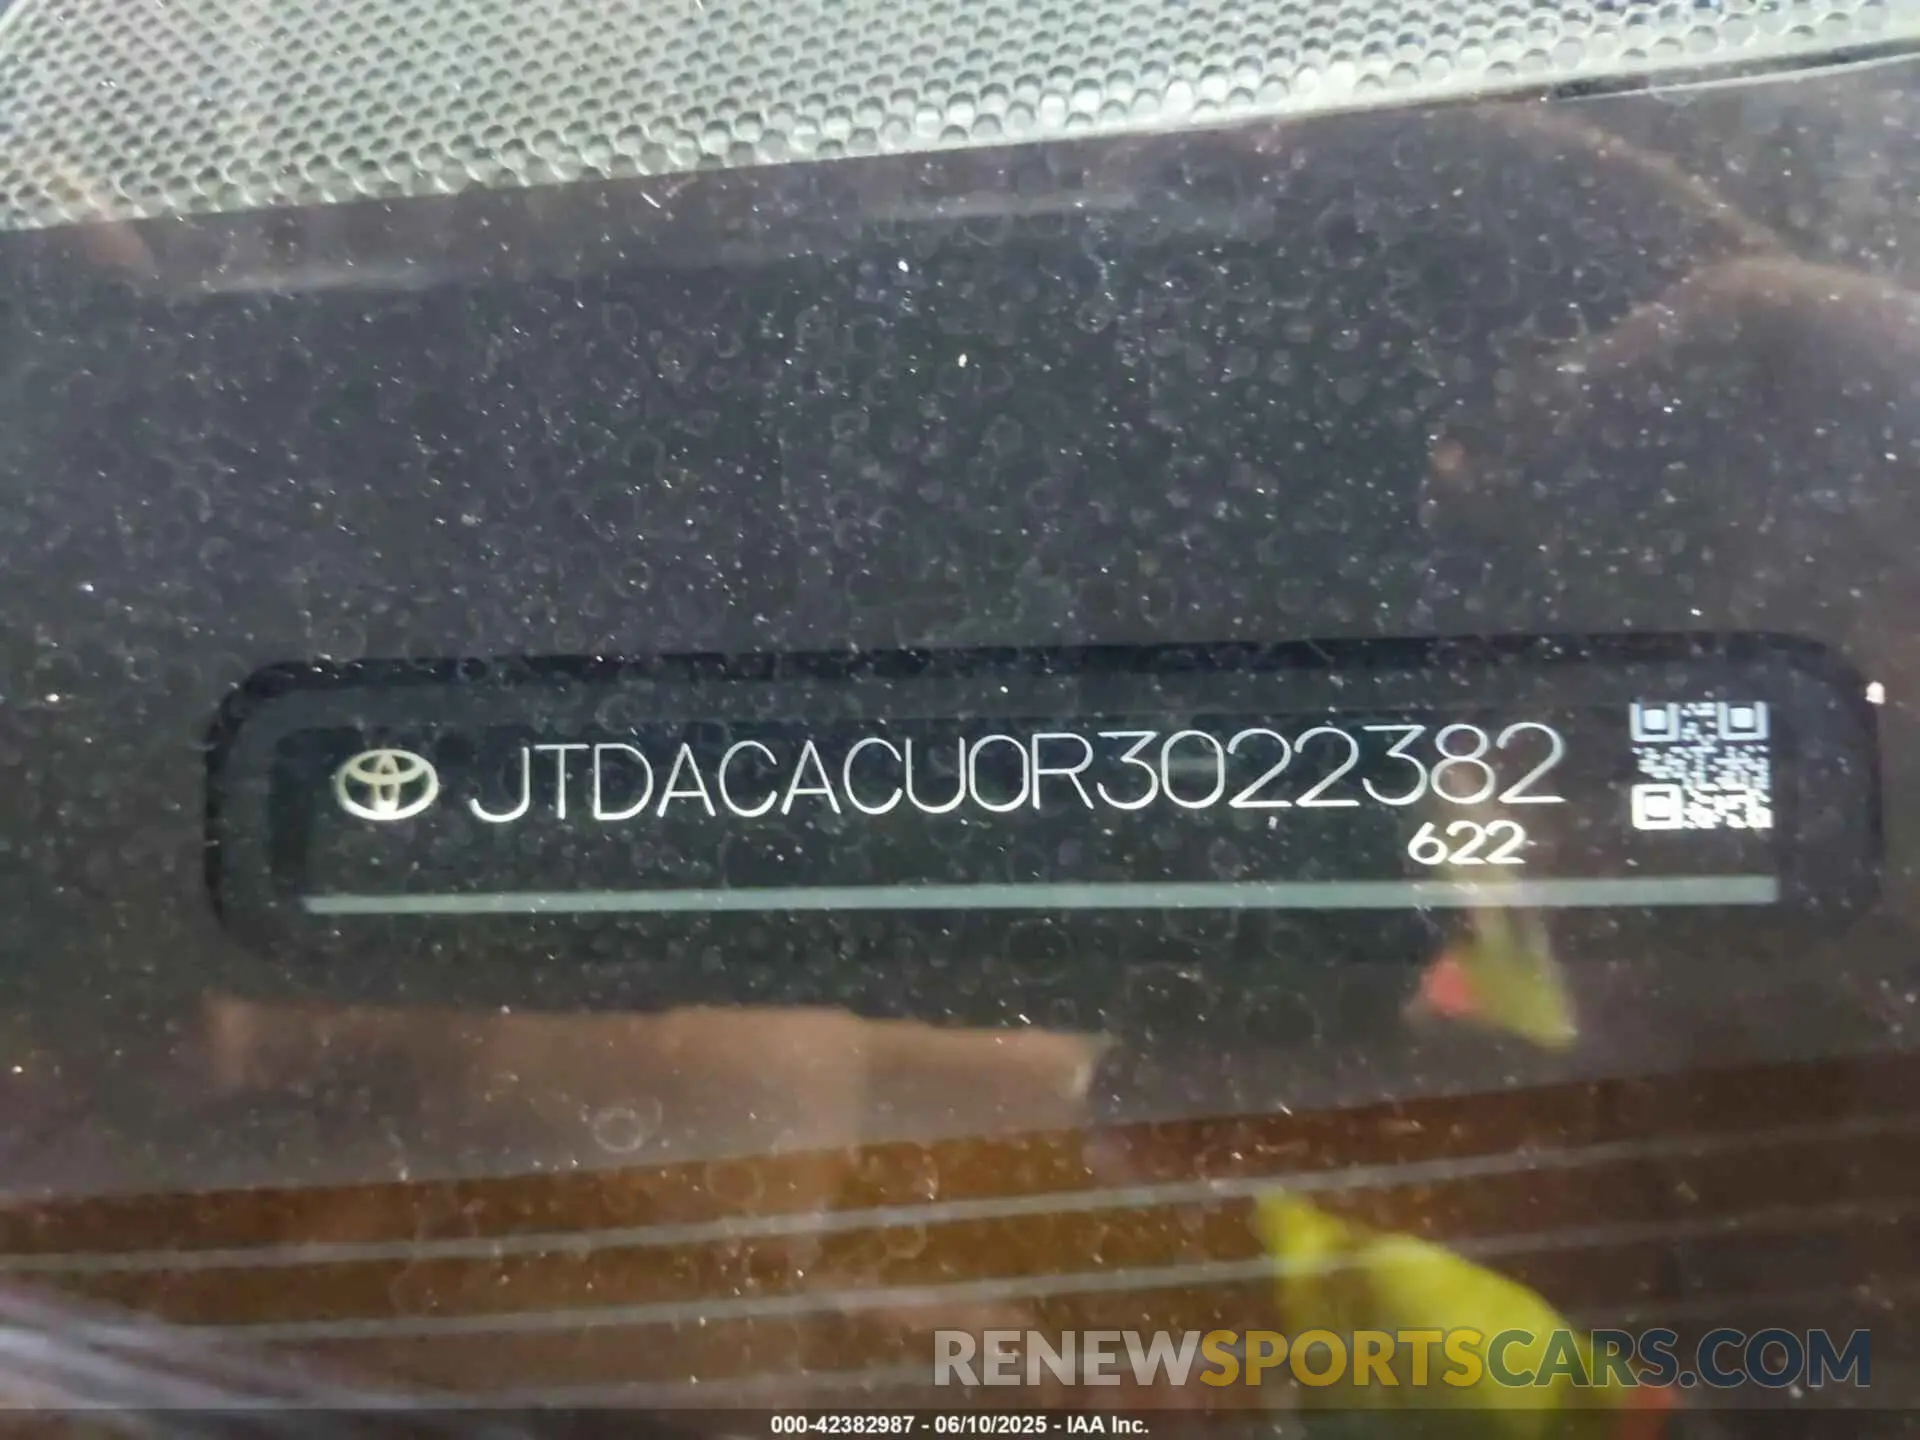 JTDACACU0R3022382
622
RENEWSPORTSCARS.COM
000-42382987 - 06/10/2025 - IAA Inc.